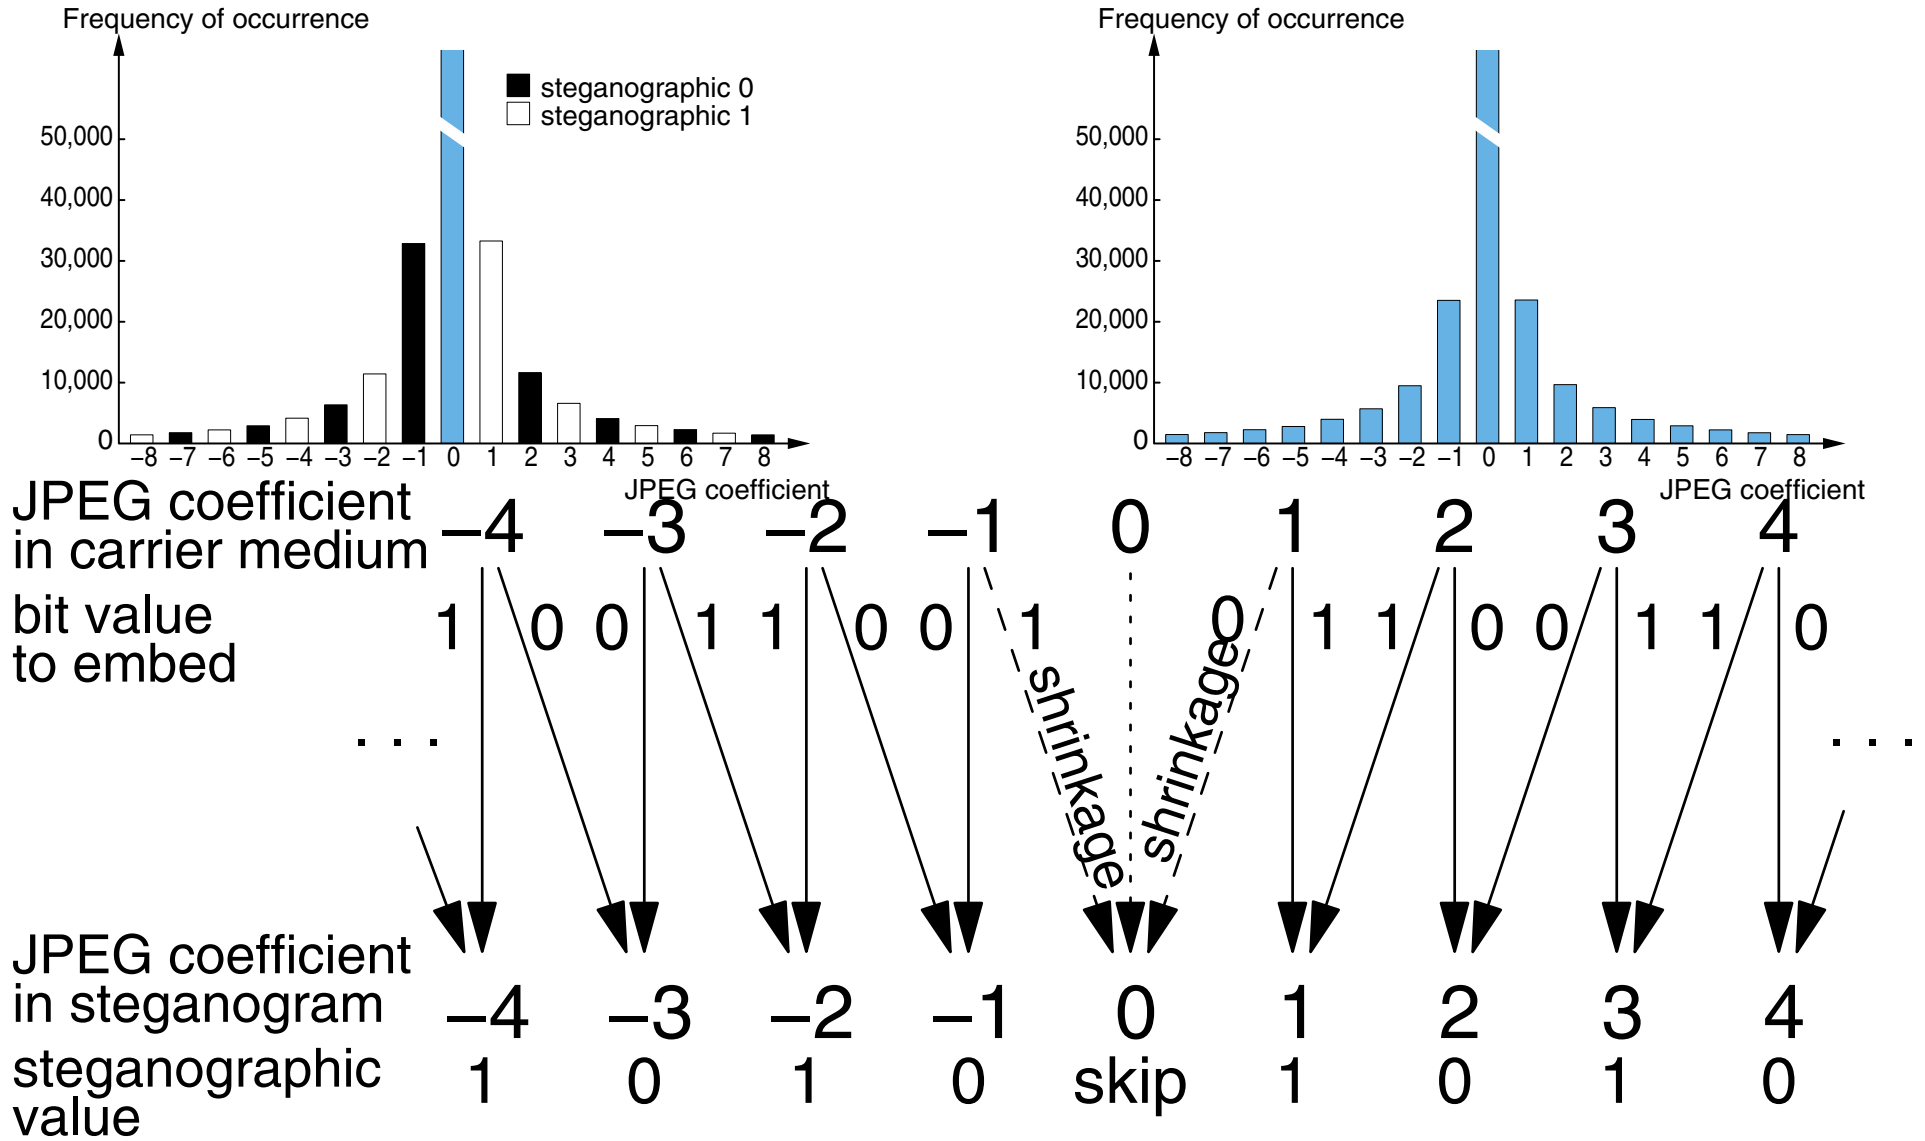 Frequency of occurrence
steganographic 0
steganographic 1
50,000
40,000
30,000
20,000
10,000
0
–8 –7 –6 –5 –4 –3 –2 –1 0 1 2 3 4 5 6 7 8
JPEG coefficient
Frequency of occurrence
50,000
40,000
30,000
20,000
10,000
0
–8 –7 –6 –5 –4 –3 –2 –1 0 1 2 3 4 5 6 7 8
JPEG coefficient
JPEG coefficient
in carrier medium
–4 –3 –2 –1 0 1 2 3 4
bit value
to embed
1 0 0 1 1 0 0 1 0 1 1 0 0 1 1 0
shrinkage
shrinkage
. . .
. . .
JPEG coefficient
in steganogram
–4 –3 –2 –1 0 1 2 3 4
steganographic
value
1 0 1 0 skip 1 0 1 0